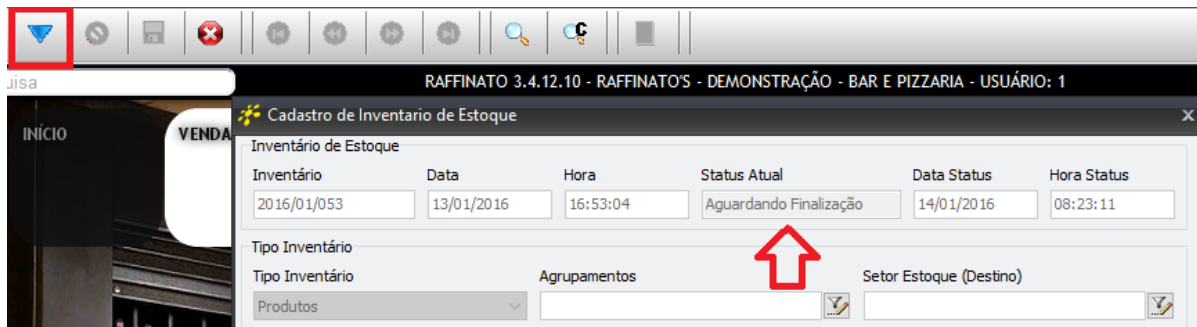 uisa
RAFFINATO 3.4.12.10 - RAFFINATO'S - DEMONSTRAÇÃO - BAR E PIZZARIA - USUÁRIO: 1
INÍCIO
VENDA
Cadastro de Inventario de Estoque
Inventário de Estoque
Inventário Data Hora Status Atual Data Status Hora Status
2016/01/053 13/01/2016 16:53:04 Aguardando Finalização 14/01/2016 08:23:11
Tipo Inventário
Tipo Inventário Agrupamentos Setor Estoque (Destino)
Produtos